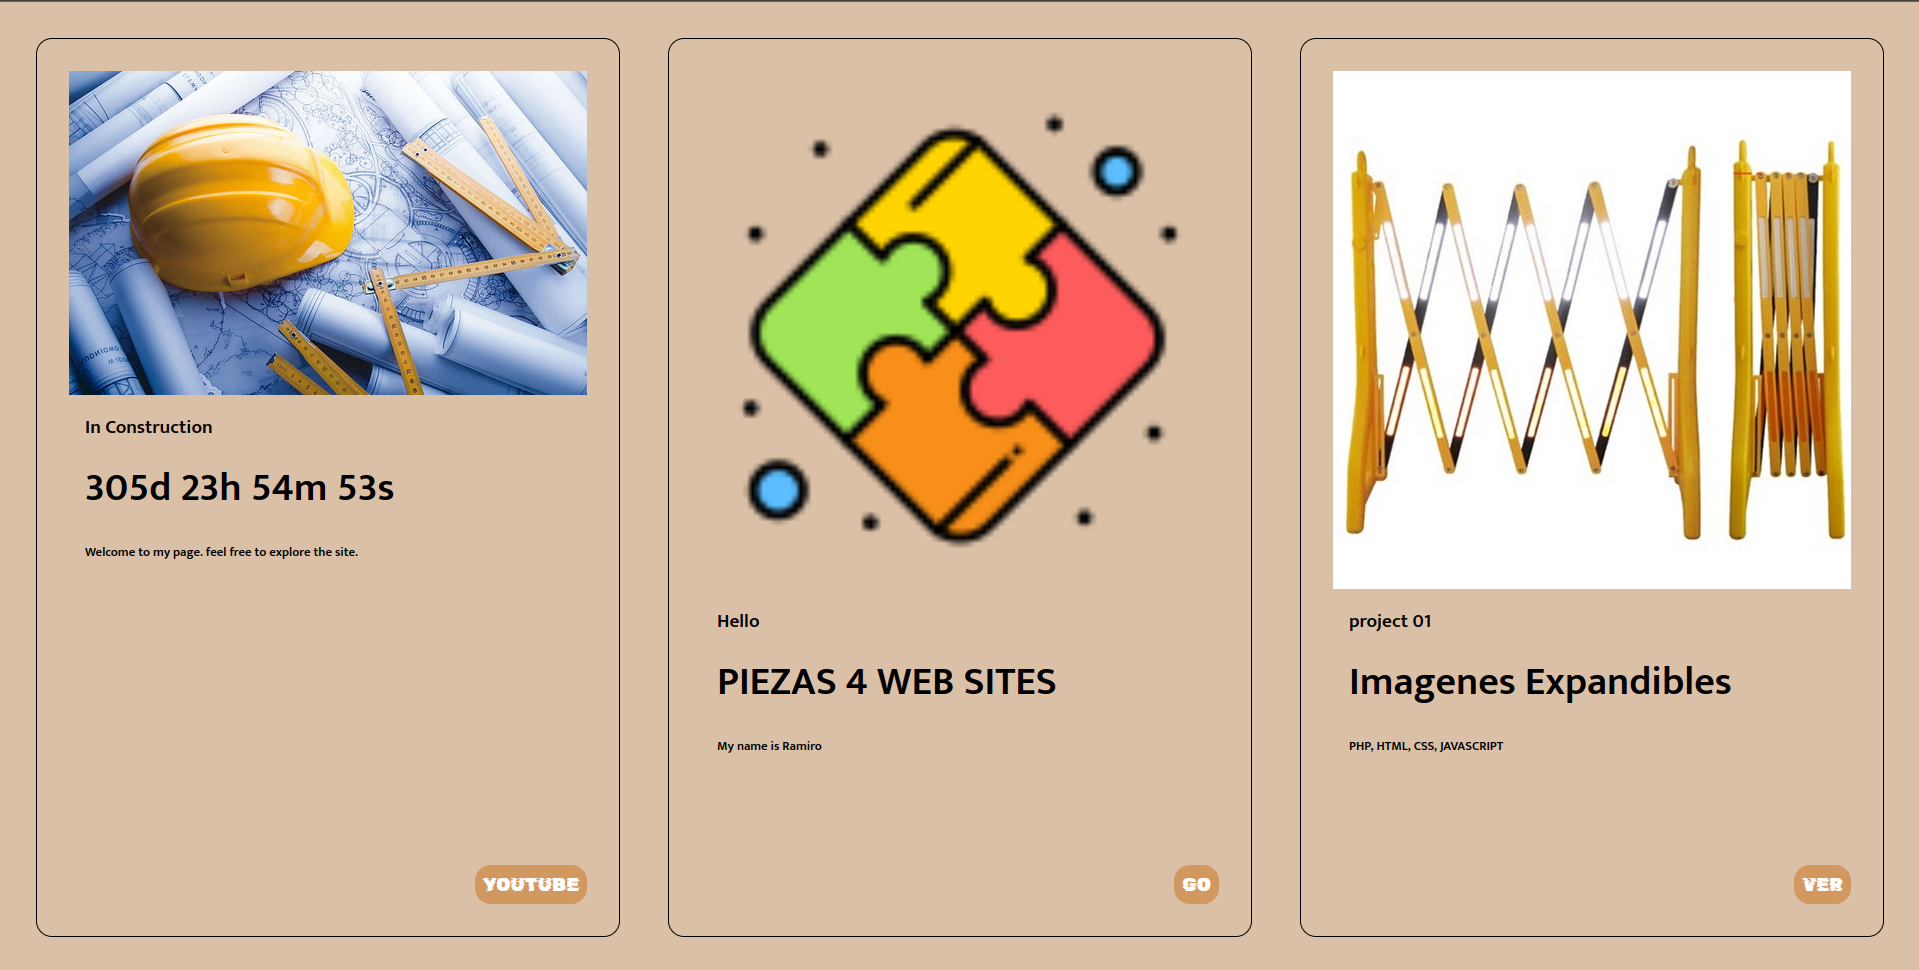 In Construction
305d 23h 54m 53s
Welcome to my page. feel free to explore the site.
YOUTUBE
Hello
PIEZAS 4 WEB SITES
My name is Ramiro
GO
project 01
Imagenes Expandibles
PHP, HTML, CSS, JAVASCRIPT
VER